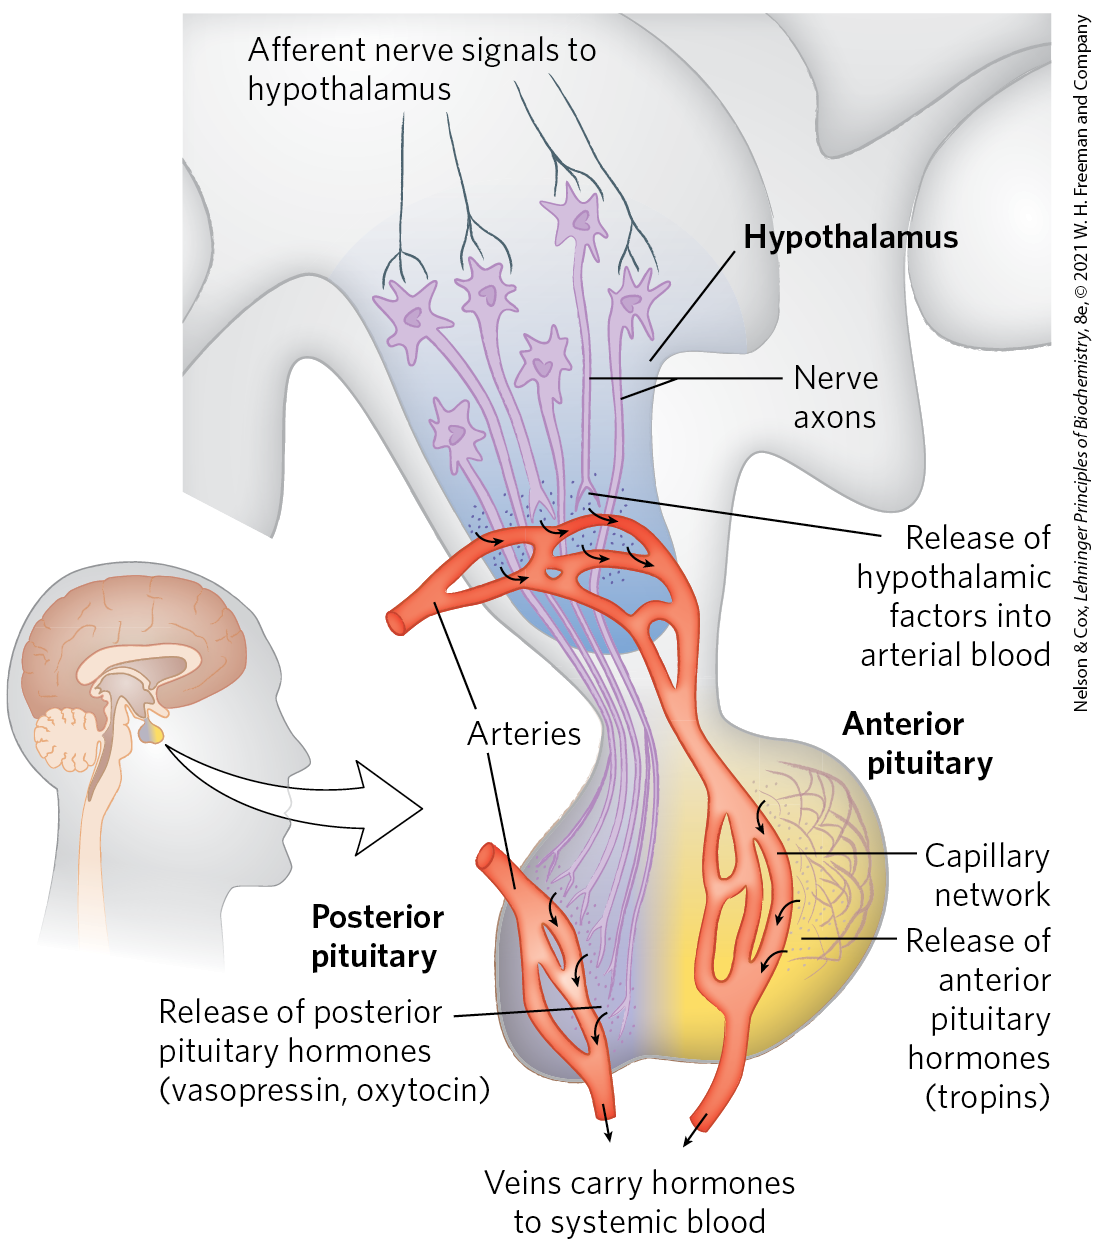 Afferent nerve signals to
hypothalamus
Hypothalamus
Nerve
axons
Release of
hypothalamic
factors into
arterial blood
Arteries
Anterior
pituitary
Capillary
network
Posterior
pituitary
Release of
anterior
pituitary
hormones
(tropins)
Release of posterior
pituitary hormones
(vasopressin, oxytocin)
Veins carry hormones
to systemic blood
Nelson & Cox, Lehninger Principles of Biochemistry, 8e, © 2021 W. H. Freeman and Company